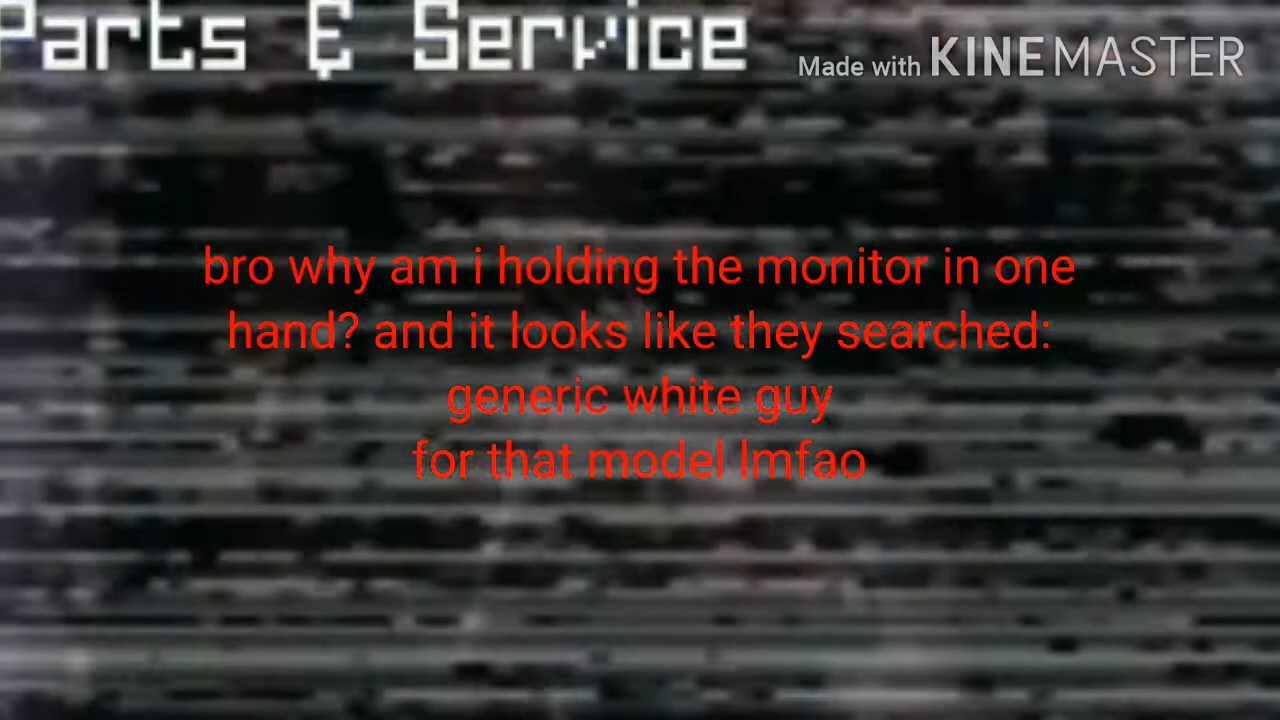 Parts & Service
Made with KINEMASTER
bro why am i holding the monitor in one
hand? and it looks like they searched:
generic white guy
for that model lmfao